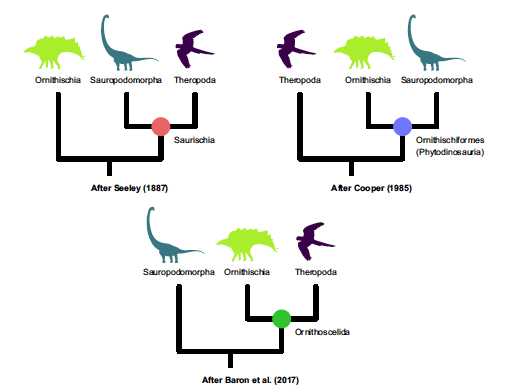 Ornithischia Sauropodomorpha Theropoda
Saurischia
After Seeley (1887)
Theropoda Ornithischia Sauropodomorpha
Ornithischiformes
(Phytodinosauria)
After Cooper (1985)
Sauropodomorpha Ornithischia Theropoda
Ornithoscelida
After Baron et al. (2017)